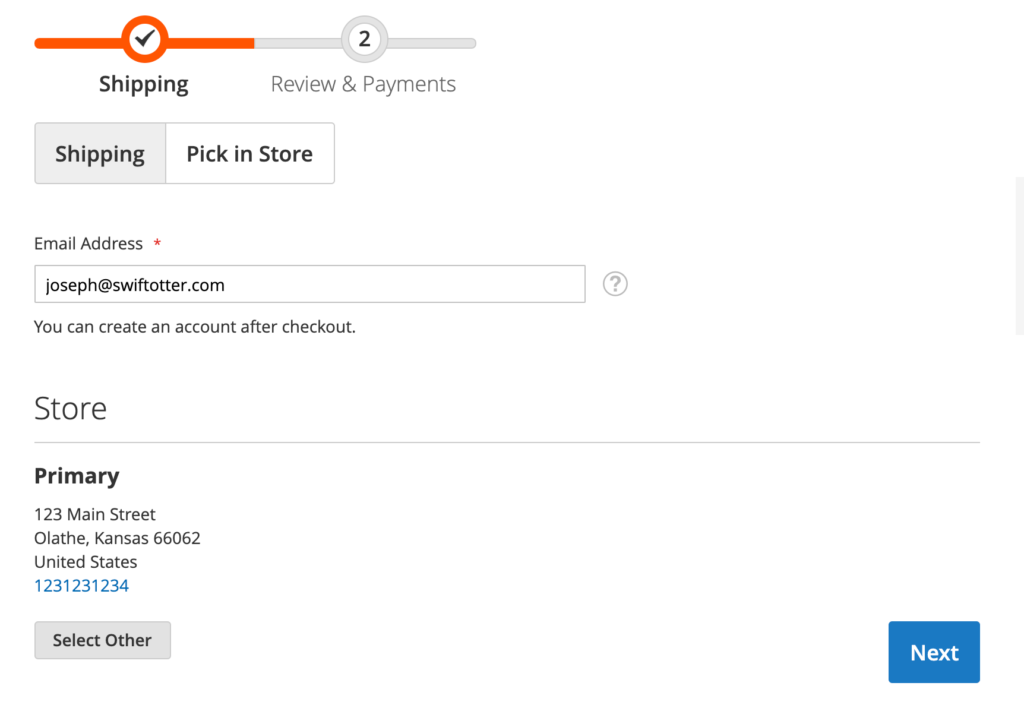 2
Shipping
Review & Payments
Shipping
Pick in Store
Email Address *
joseph@swiftotter.com
?
You can create an account after checkout.
Store
Primary
123 Main Street
Olathe, Kansas 66062
United States
1231231234
Select Other
Next